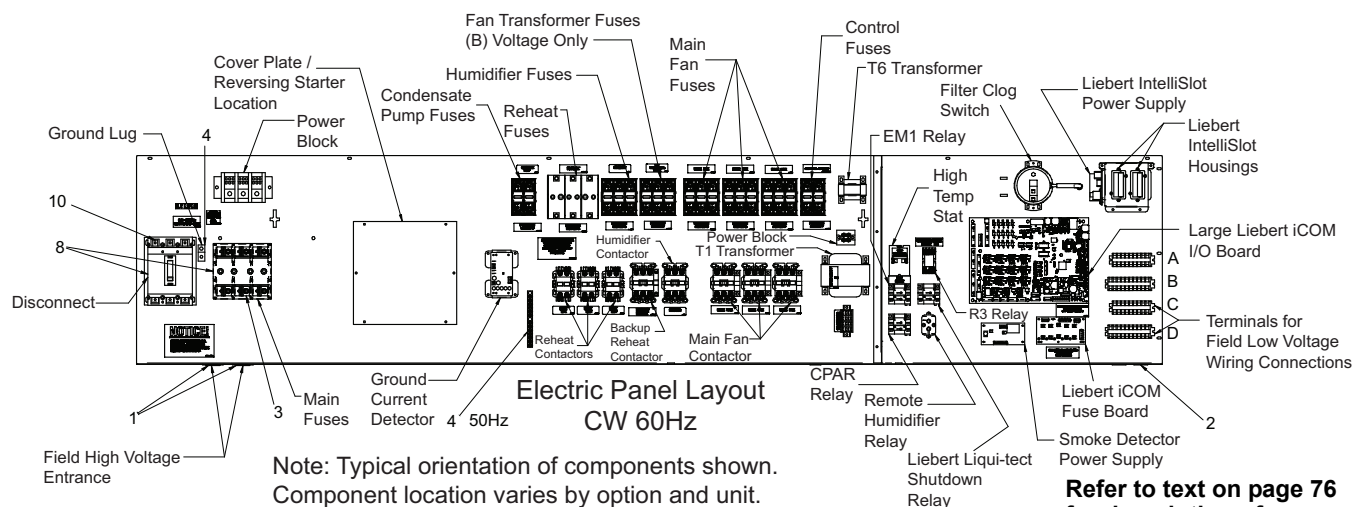 Fan Transformer Fuses
(B) Voltage Only
Control
Fuses
Main
Fan
Fuses
Cover Plate /
Reversing Starter
Location
Humidifier Fuses
T6 Transformer
Liebert IntelliSlot
Power Supply
Filter Clog
Switch
Condensate
Pump Fuses
Reheat
Fuses
Power
Block
Ground Lug
4
EM1 Relay
Liebert
IntelliSlot
Housings
High
Temp
Stat
10
8
Humidifier
Contactor
Power Block
T1 Transformer
Large Liebert iCOM
I/O Board
A
B
C
D
Disconnect
NOTICE!
R3 Relay
Terminals for
Field Low Voltage
Wiring Connections
Reheat
Contactors
Backup
Reheat
Contactor
Main Fan
Contactor
1
3
Main
Fuses
Ground
Current
Detector
4 50Hz
Electric Panel Layout
CW 60Hz
CPAR
Relay
Remote
Humidifier
Relay
Liebert iCOM
Fuse Board
2
Smoke Detector
Power Supply
Field High Voltage
Entrance
Liebert Liqui-tect
Shutdown
Relay
Note: Typical orientation of components shown.
Component location varies by option and unit.
Refer to text on page 76